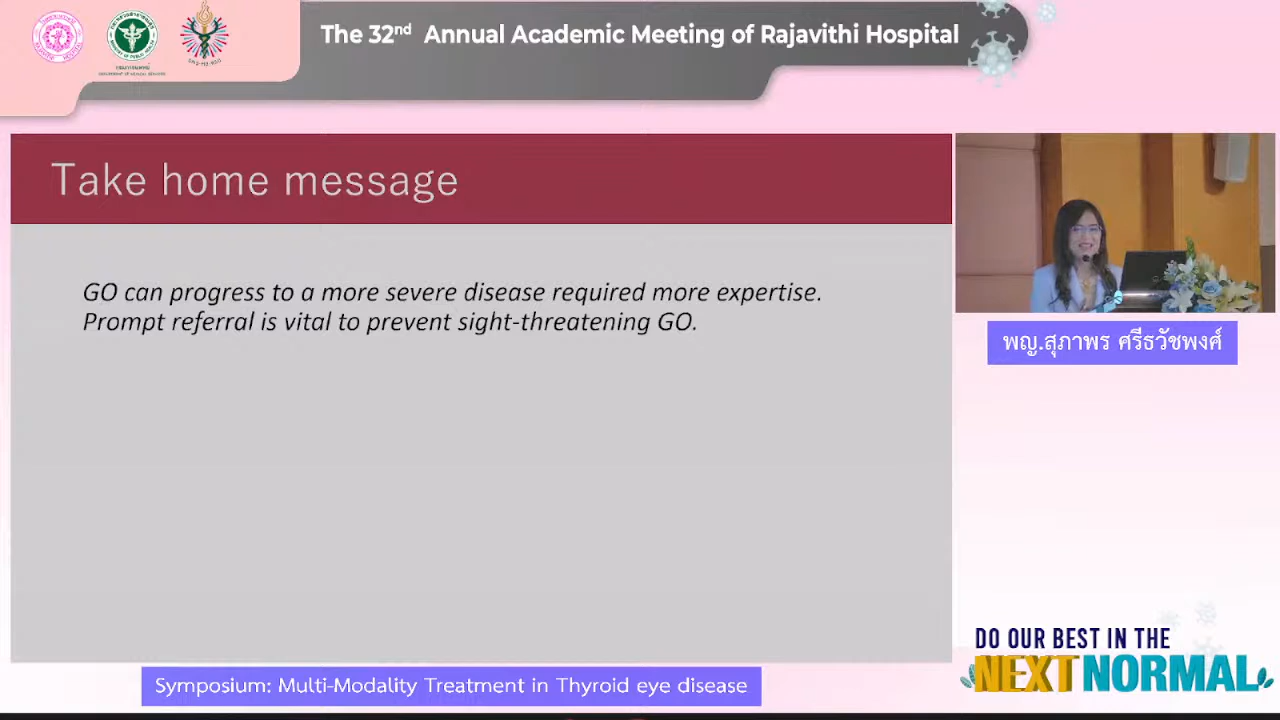 The 32nd Annual Academic Meeting of Rajavithi Hospital
Take home message
GO can progress to a more severe disease required more expertise.
Prompt referral is vital to prevent sight-threatening GO.
พญ.สุภาพร ศรีธวัชพงศ์
DO OUR BEST IN THE
NEXT NORMAL
Symposium: Multi-Modality Treatment in Thyroid eye disease